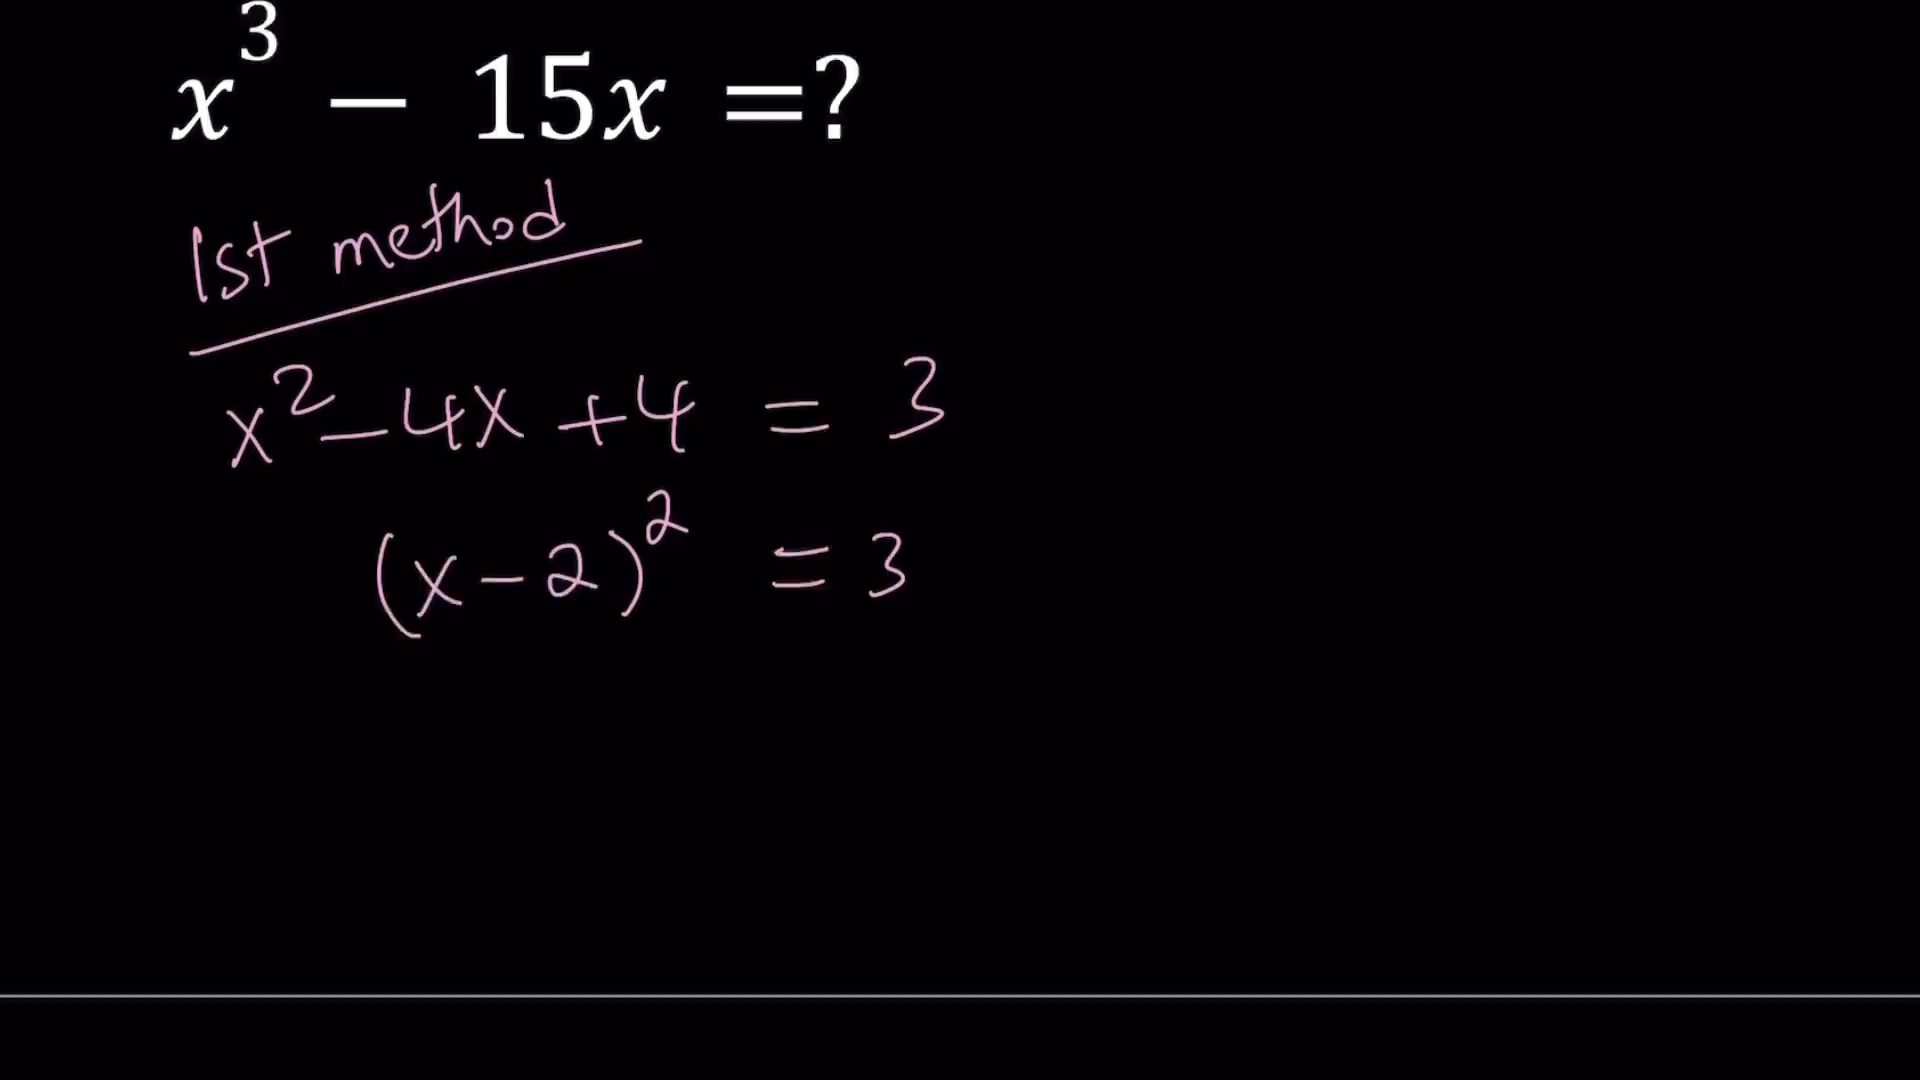 x³ − 15x =?
1st method
x² − 4x + 4 = 3
(x − 2)² = 3